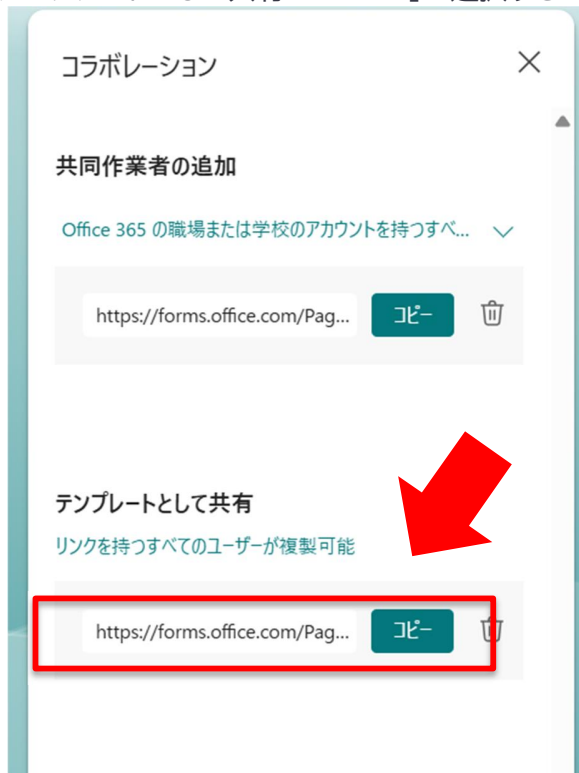 コラボレーション
共同作業者の追加
Office 365 の職場または学校のアカウントを持つすべ...
https://forms.office.com/Pag... コピー
テンプレートとして共有
リンクを持つすべてのユーザーが複製可能
https://forms.office.com/Pag... コピー